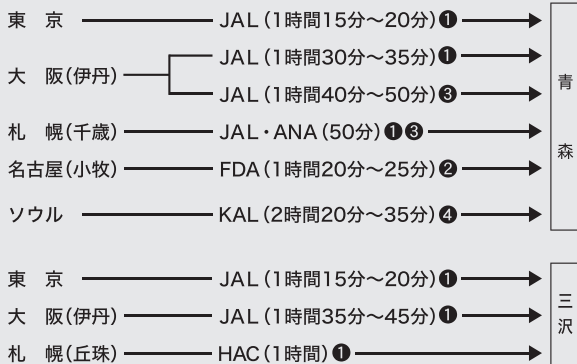 東　京 JAL（1時間15分～20分）❶
大　阪（伊丹） JAL（1時間30分～35分）❶
JAL（1時間40分～50分）❸
札　幌（千歳） JAL・ANA（50分）❶❸
名古屋（小牧） FDA（1時間20分～25分）❷
ソウル KAL（2時間20分～35分）❹
青森
東　京 JAL（1時間15分～20分）❶
大　阪（伊丹） JAL（1時間35分～45分）❶
札　幌（丘珠） HAC（1時間）❶
三沢